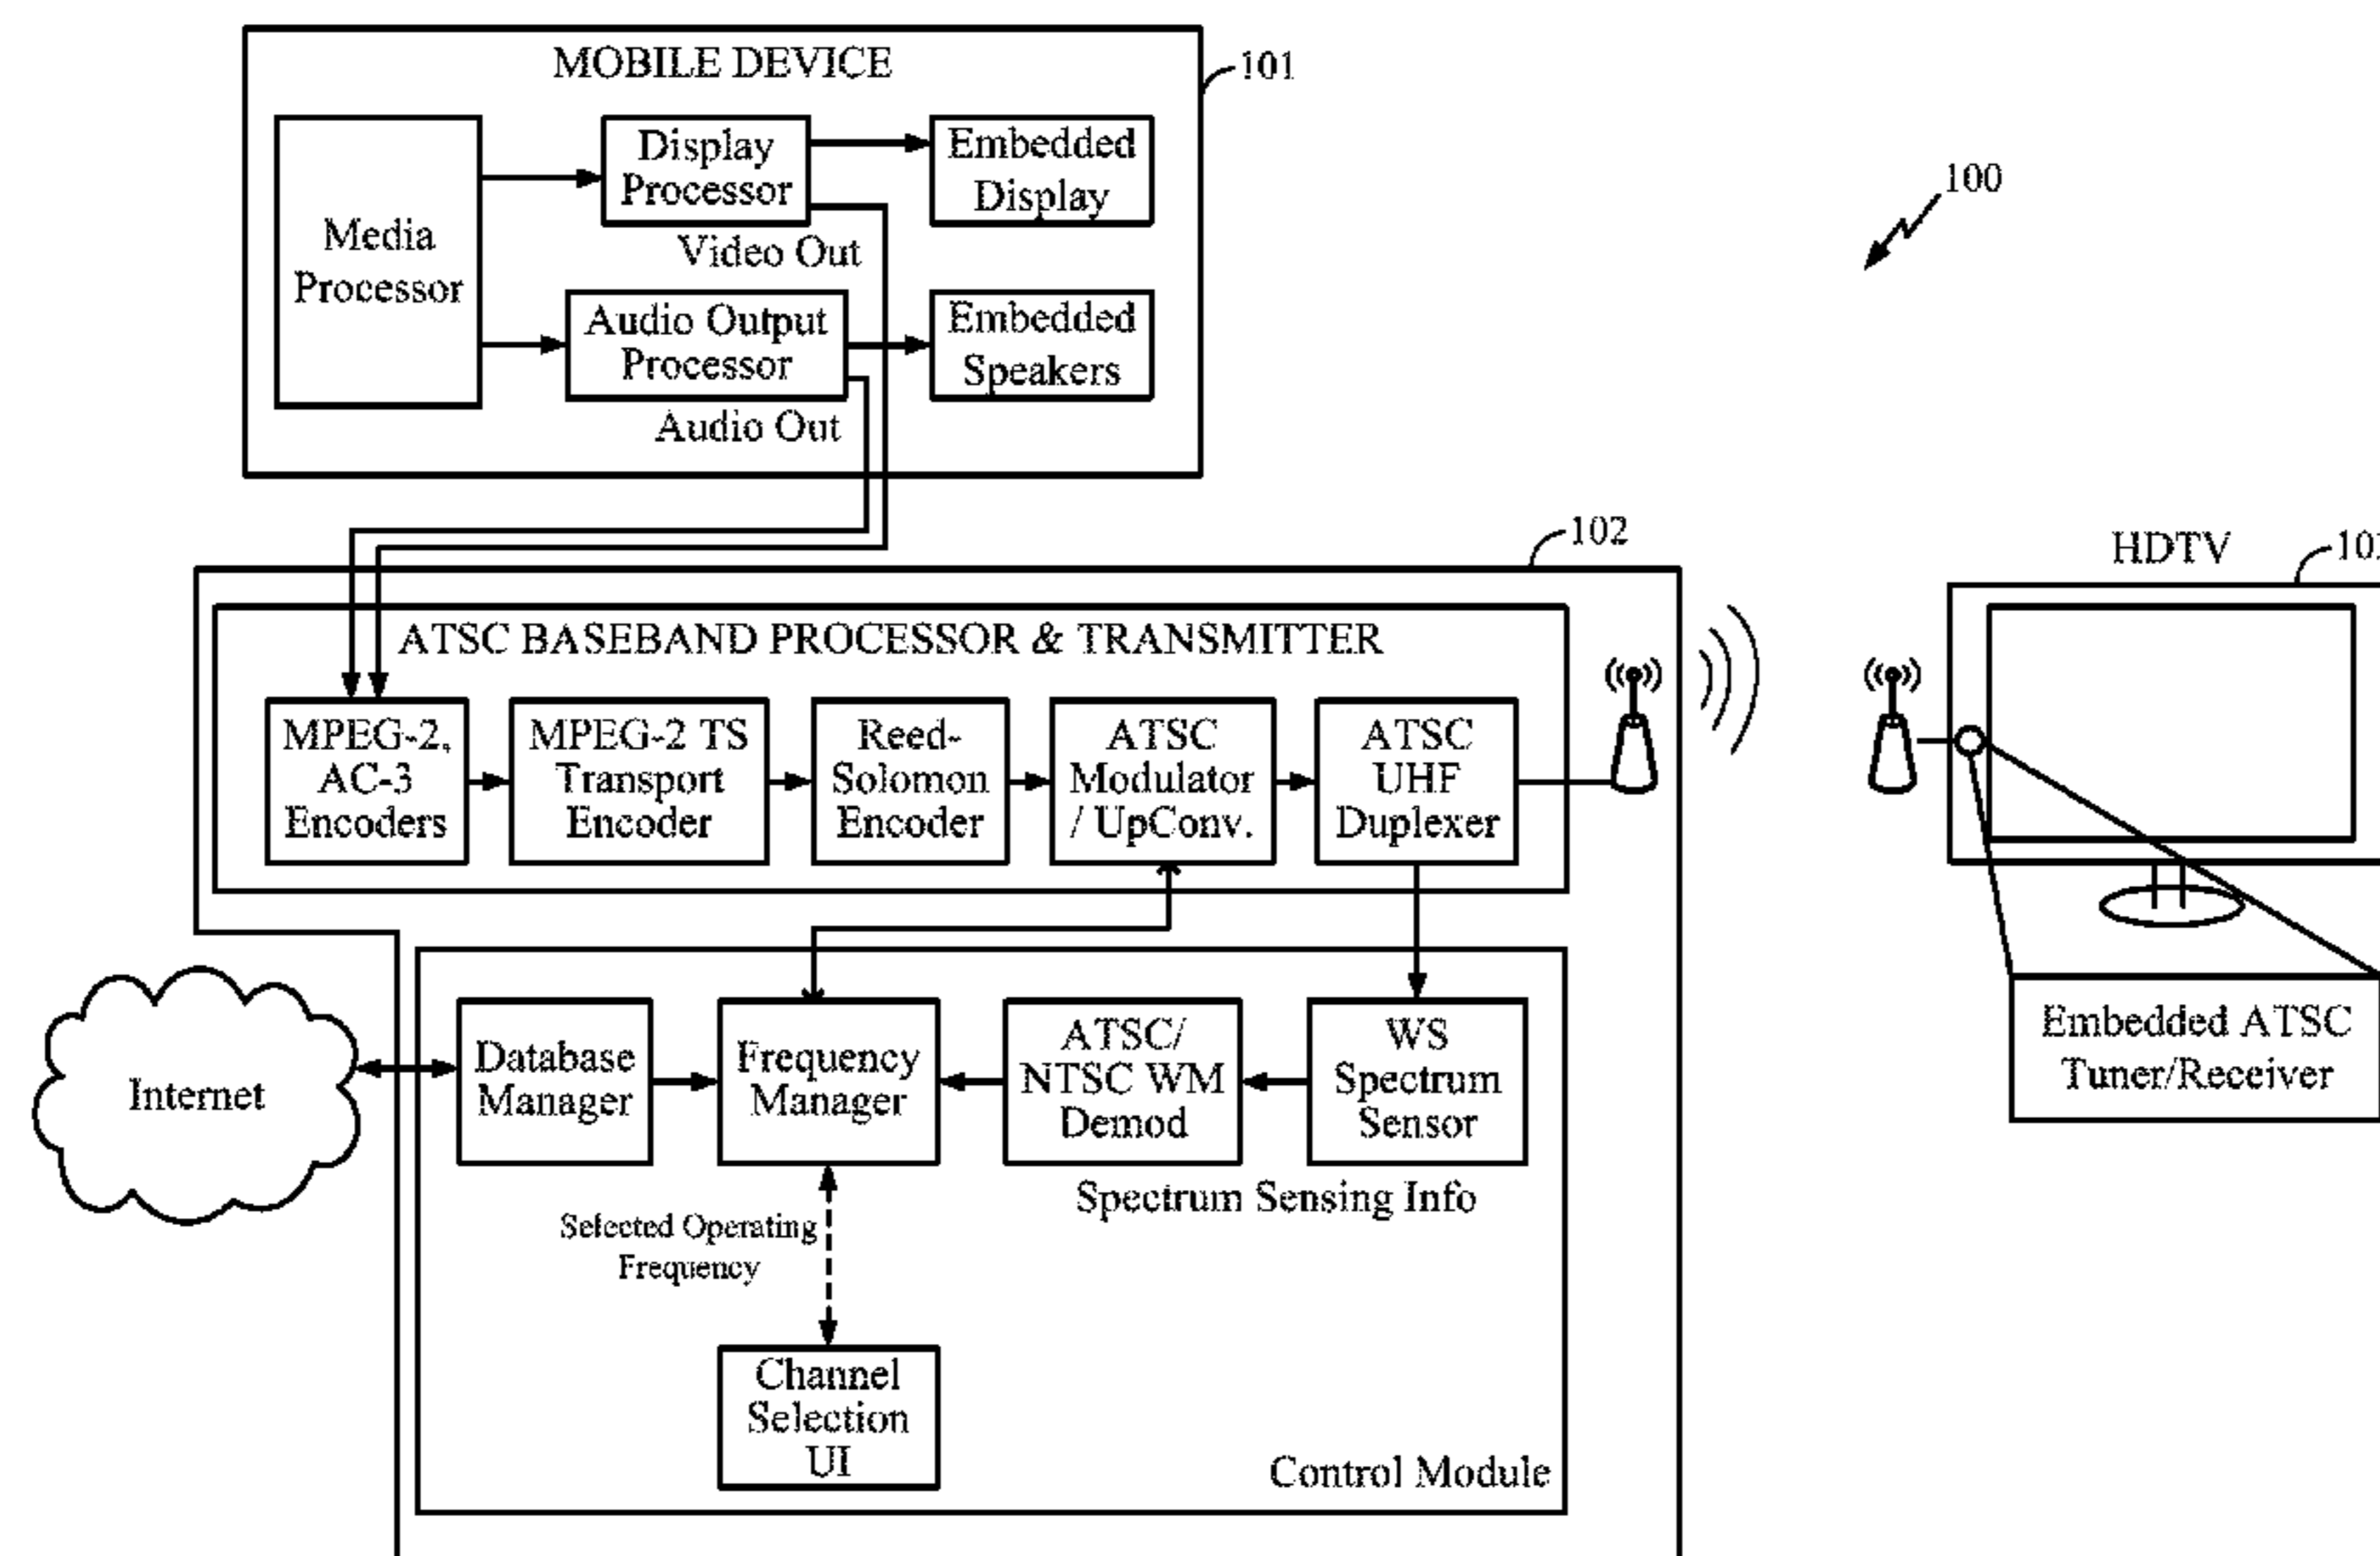 MOBILE DEVICE
101
Media
Processor
Display
Processor
Embedded
Display
Video Out
Audio Output
Processor
Embedded
Speakers
Audio Out
100
102
HDTV
ATSC BASEBAND PROCESSOR & TRANSMITTER
MPEG-2,
AC-3
Encoders
MPEG-2 TS
Transport
Encoder
Reed-
Solomon
Encoder
ATSC
Modulator
/ UpConv.
ATSC
UHF
Duplexer
Internet
Database
Manager
Frequency
Manager
ATSC/
NTSC WM
Demod
WS
Spectrum
Sensor
Embedded ATSC
Tuner/Receiver
Spectrum Sensing Info
Selected Operating
Frequency
Channel
Selection
UI
Control Module